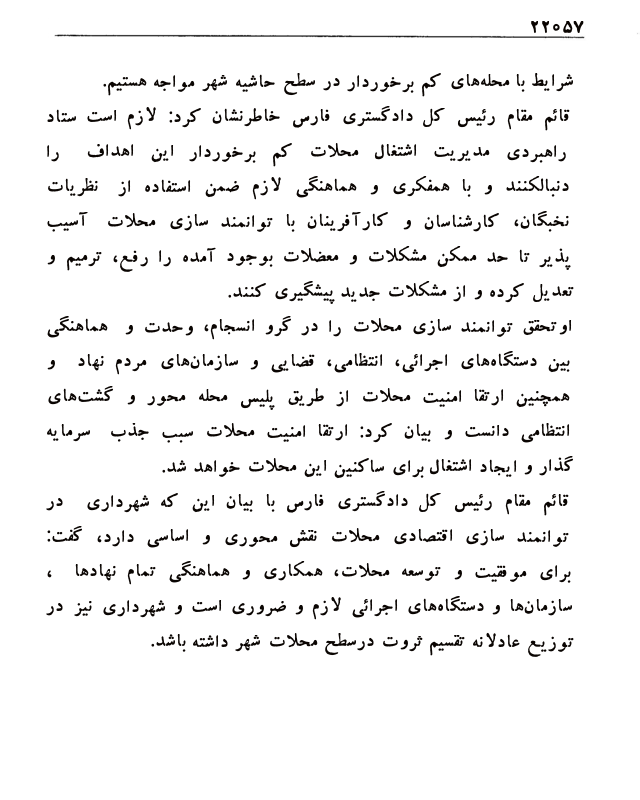 ۲۲۰۵۷
شرایط با محله‌های کم برخوردار در سطح حاشیه شهر مواجه هستیم.
قائم مقام رئیس کل دادگستری فارس خاطرنشان کرد: لازم است ستاد
راهبردی مدیریت اشتغال محلات کم برخوردار این اهداف را
دنبالکنند و با همفکری و هماهنگی لازم ضمن استفاده از نظریات
نخبگان، کارشناسان و کارآفرینان با توانمند سازی محلات آسیب
پذیر تا حد ممکن مشکلات و معضلات بوجود آمده را رفع، ترمیم و
تعدیل کرده و از مشکلات جدید پیشگیری کنند.
او تحقق توانمند سازی محلات را در گرو انسجام، وحدت و هماهنگی
بین دستگاه‌های اجرائی، انتظامی، قضایی و سازمان‌های مردم نهاد و
همچنین ارتقا امنیت محلات از طریق پلیس محله محور و گشت‌های
انتظامی دانست و بیان کرد: ارتقا امنیت محلات سبب جذب سرمایه
گذار و ایجاد اشتغال برای ساکنین این محلات خواهد شد.
قائم مقام رئیس کل دادگستری فارس با بیان این که شهرداری در
توانمند سازی اقتصادی محلات نقش محوری و اساسی دارد، گفت:
برای موفقیت و توسعه محلات، همکاری و هماهنگی تمام نهادها ،
سازمان‌ها و دستگاه‌های اجرائی لازم و ضروری است و شهرداری نیز در
توزیع عادلانه تقسیم ثروت درسطح محلات شهر داشته باشد.